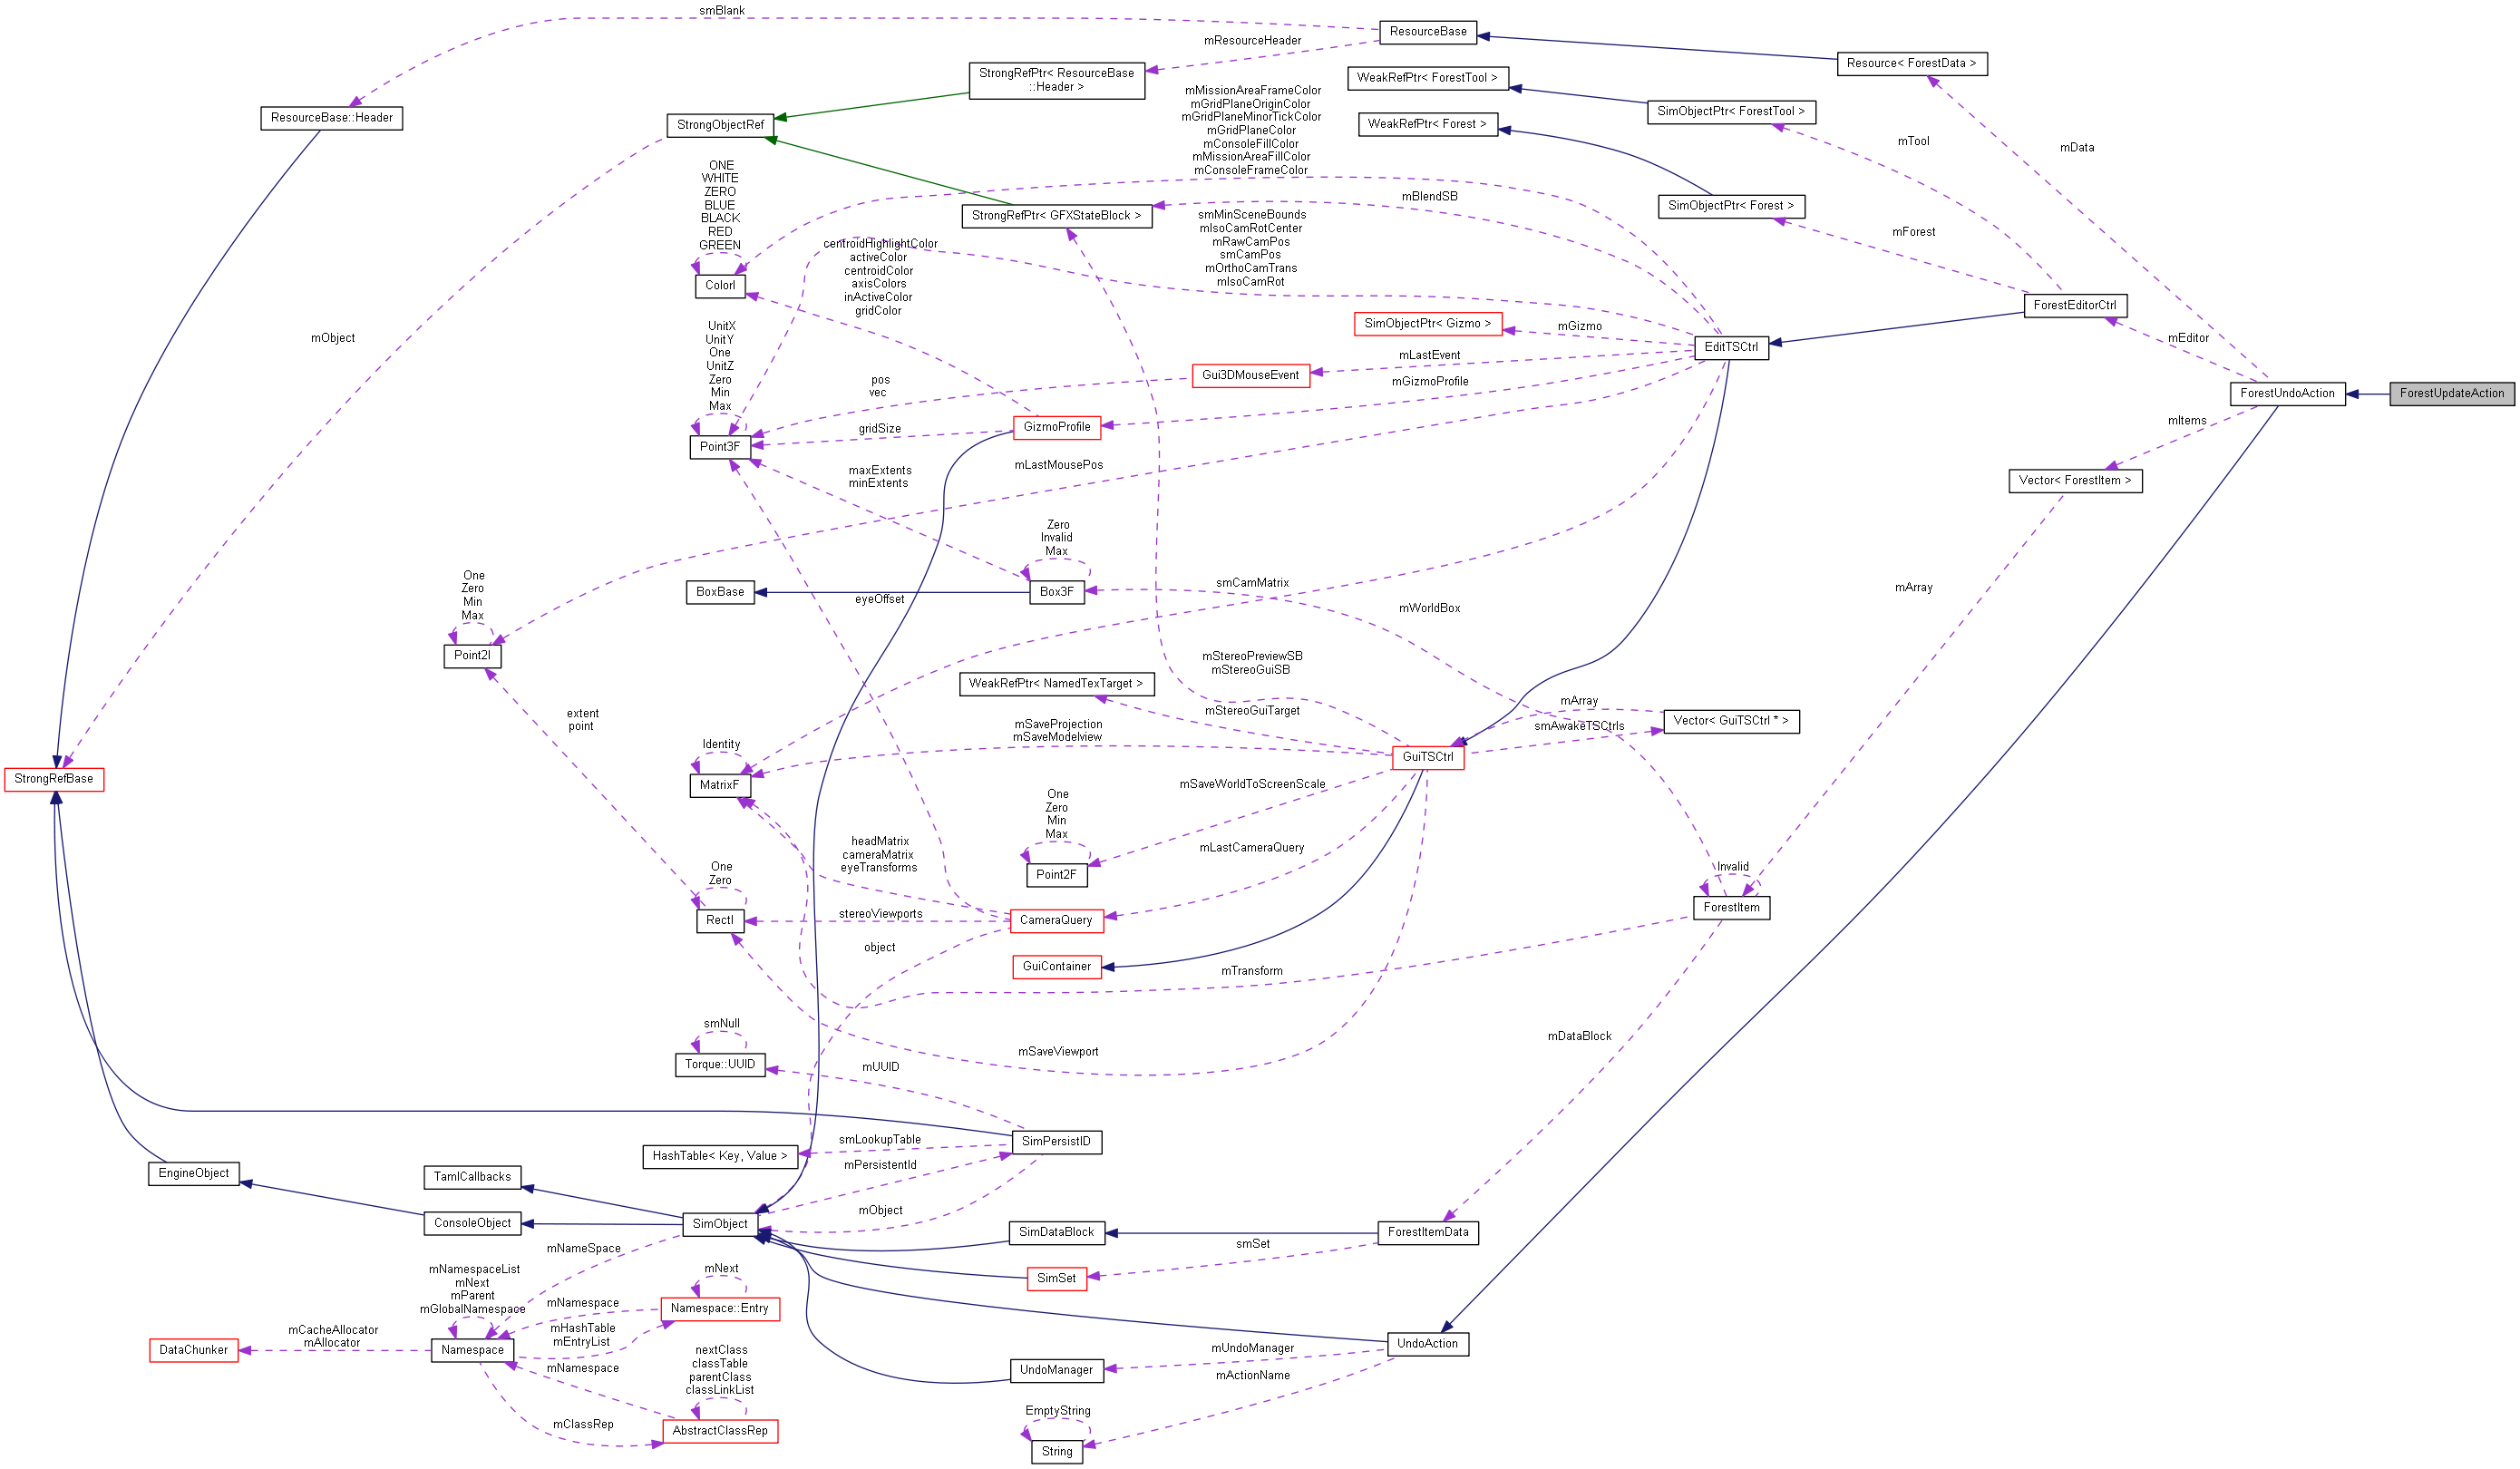 smBlank
ResourceBase
mResourceHeader
Resource< ForestData >
StrongRefPtr< ResourceBase
::Header >
WeakRefPtr< ForestTool >
mMissionAreaFrameColor
mGridPlaneOriginColor
mGridPlaneMinorTickColor
mGridPlaneColor
mConsoleFillColor
mMissionAreaFillColor
mConsoleFrameColor
ResourceBase::Header
StrongObjectRef
SimObjectPtr< ForestTool >
WeakRefPtr< Forest >
mTool
mData
ONE
WHITE
ZERO
BLUE
BLACK
RED
GREEN
ColorI
StrongRefPtr< GFXStateBlock >
mBlendSB
SimObjectPtr< Forest >
mForest
smMinSceneBounds
mIsoCamRotCenter
mRawCamPos
smCamPos
mOrthoCamTrans
mIsoCamRot
centroidHighlightColor
activeColor
centroidColor
axisColors
inActiveColor
gridColor
ForestEditorCtrl
mObject
SimObjectPtr< Gizmo >
mGizmo
EditTSCtrl
mEditor
UnitX
UnitY
One
UnitZ
Zero
Min
Max
Point3F
pos
vec
Gui3DMouseEvent
mLastEvent
mGizmoProfile
ForestUndoAction
ForestUpdateAction
gridSize
GizmoProfile
mItems
maxExtents
minExtents
mLastMousePos
Vector< ForestItem >
Zero
Invalid
Max
Box3F
BoxBase
One
Zero
Min
Max
Point2I
eyeOffset
smCamMatrix
mWorldBox
mArray
mStereoPreviewSB
mStereoGuiSB
WeakRefPtr< NamedTexTarget >
mStereoGuiTarget
extent
point
mArray
Vector< GuiTSCtrl * >
smAwakeTSCtrls
mSaveProjection
mSaveModelview
Identity
MatrixF
GuiTSCtrl
StrongRefBase
mSaveWorldToScreenScale
One
Zero
Min
Max
Point2F
headMatrix
cameraMatrix
eyeTransforms
mLastCameraQuery
One
Zero
RectI
Invalid
ForestItem
stereoViewports
CameraQuery
object
GuiContainer
mTransform
smNull
Torque::UUID
mSaveViewport
mDataBlock
mUUID
SimPersistID
smLookupTable
HashTable< Key, Value >
mPersistentId
EngineObject
TamlCallbacks
mObject
ConsoleObject
SimObject
SimDataBlock
ForestItemData
mNameSpace
smSet
SimSet
mNamespaceList
mNext
mParent
mGlobalNamespace
mNext
Namespace::Entry
mNamespace
mHashTable
mEntryList
mCacheAllocator
mAllocator
DataChunker
Namespace
mNamespace
nextClass
classTable
parentClass
classLinkList
AbstractClassRep
mClassRep
UndoAction
mUndoManager
UndoManager
mActionName
EmptyString
String